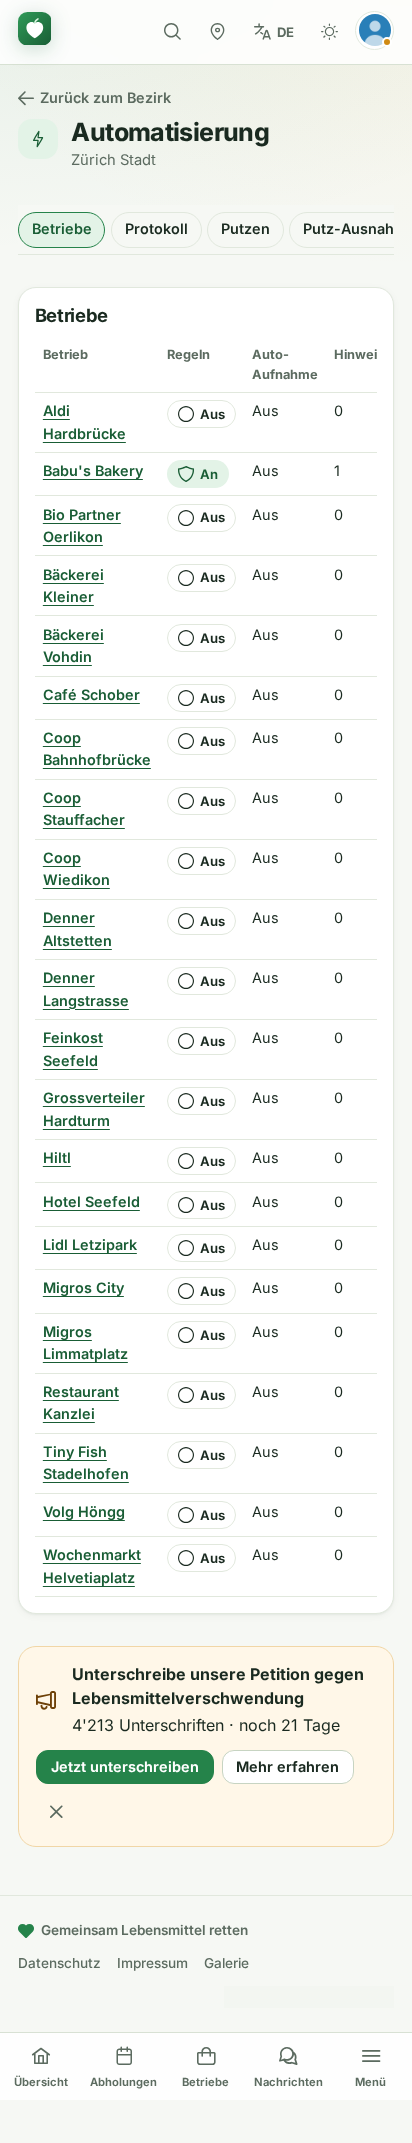 DE
Zurück zum Bezirk
Automatisierung
Zürich Stadt
Betriebe Protokoll Putzen Putz-Ausnah
Betriebe
Betrieb Regeln Auto-Aufnahme Hinwei
Aldi Hardbrücke Aus Aus 0
Babu's Bakery An Aus 1
Bio Partner Oerlikon Aus Aus 0
Bäckerei Kleiner Aus Aus 0
Bäckerei Vohdin Aus Aus 0
Café Schober Aus Aus 0
Coop Bahnhofbrücke Aus Aus 0
Coop Stauffacher Aus Aus 0
Coop Wiedikon Aus Aus 0
Denner Altstetten Aus Aus 0
Denner Langstrasse Aus Aus 0
Feinkost Seefeld Aus Aus 0
Grossverteiler Hardturm Aus Aus 0
Hiltl Aus Aus 0
Hotel Seefeld Aus Aus 0
Lidl Letzipark Aus Aus 0
Migros City Aus Aus 0
Migros Limmatplatz Aus Aus 0
Restaurant Kanzlei Aus Aus 0
Tiny Fish Stadelhofen Aus Aus 0
Volg Höngg Aus Aus 0
Wochenmarkt Helvetiaplatz Aus Aus 0
Unterschreibe unsere Petition gegen
Lebensmittelverschwendung
4'213 Unterschriften · noch 21 Tage
Jetzt unterschreiben Mehr erfahren
Gemeinsam Lebensmittel retten
Datenschutz Impressum Galerie
Übersicht Abholungen Betriebe Nachrichten Menü